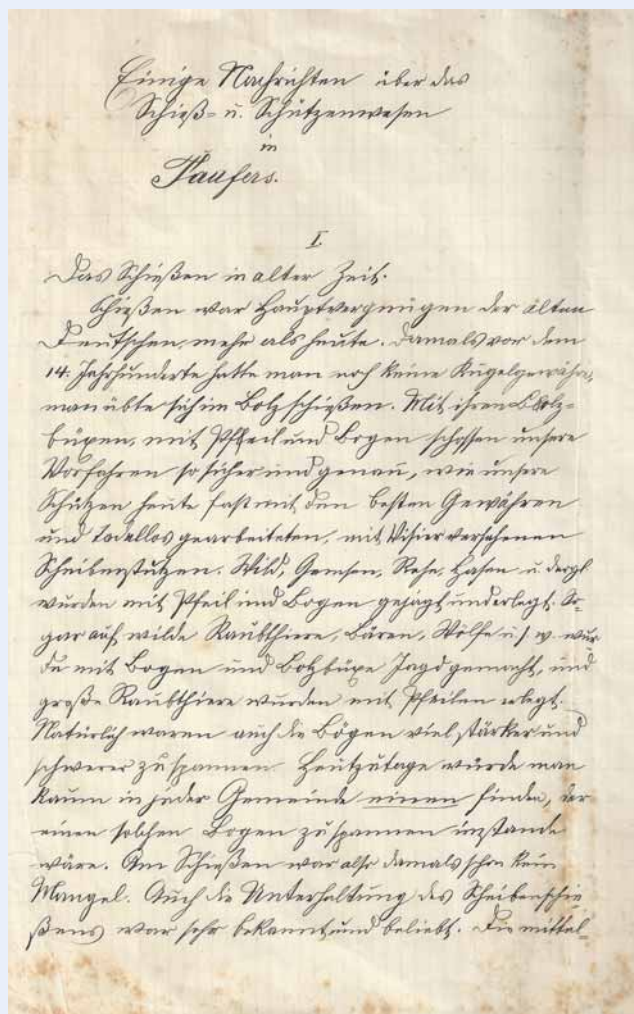 Einige Nachrichten über das
Schieß- u. Schützenwesen
in
Taufers.
I.
Das Schießen in alter Zeit.
Schießen war Hauptvergnügen der alten
Deutschen, mehr als heute. Damals vor dem
14. Jahrhunderte hatte man noch keine Kugelgewähre,
man übte sich im Bolzschießen. Mit ihren Bolz-
büxen, mit Pfeil und Bogen schossen unsere
Vorfahren so sicher und genau, wie unsere
Schützen heute fast mit den besten Gewähren
und tadellos gearbeiteten, mit Visier versehenen
Scheibenstutzen. Wild, Gemsen, Rehe, Hasen u. dergl
wurden mit Pfeil und Bogen gejagt und erlegt. So-
gar auf wilde Raubthiere, Bären, Wölfe u. s. w. wur
de mit Bogen und Bolzbüxe Jagd gemacht, und
große Raubthiere wurden mit Pfeilen erlegt.
Natürlich waren auch die Bögen viel stärker und
schwerer zu spannen. Heutzutage würde man
kaum in jeder Gemeinde einen finden, der
einen solchen Bogen zu spannen instande
wäre. Am Schießen war also damals schon kein
Mangel. Auch die Unterhaltung des Scheibenschie
ßens war sehr bekannt und beliebt. Die mittel-